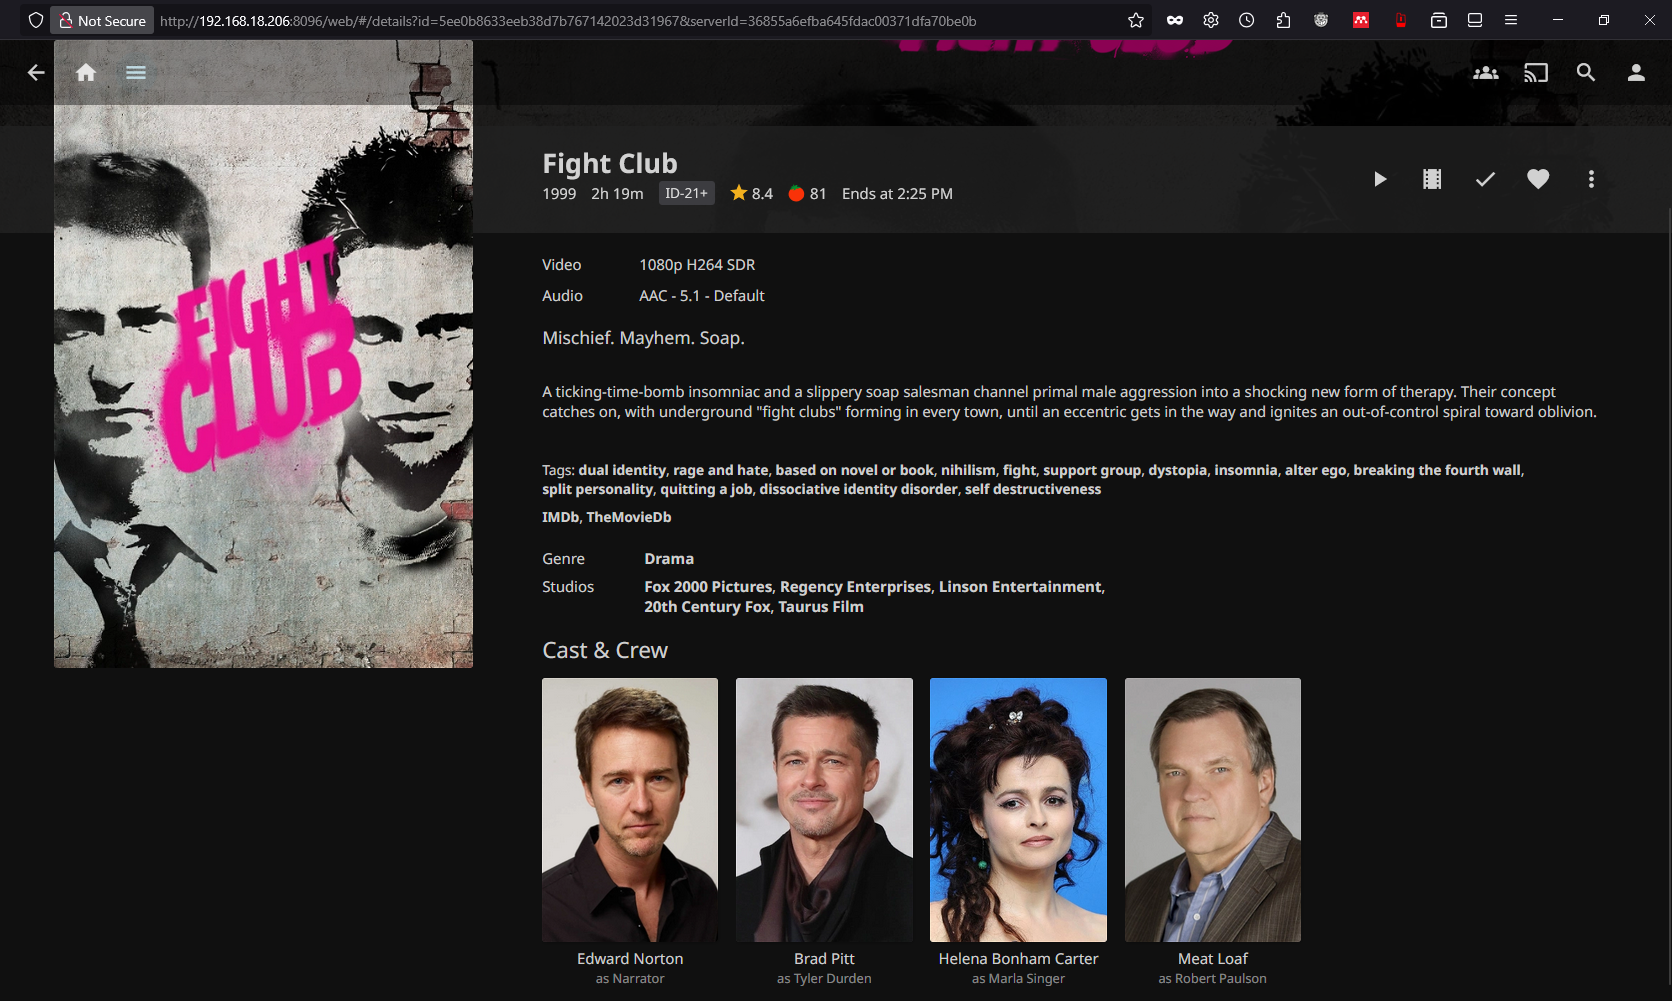 Not Secure
http://192.168.18.206:8096/web/#/details?id=5ee0b8633eeb38d7b767142023d31967&serverId=36855a6efba645fdac00371dfa70be0b
FIGHT
CLUB
Fight Club
1999 2h 19m ID-21+ 8.4 81 Ends at 2:25 PM
Video 1080p H264 SDR
Audio AAC - 5.1 - Default
Mischief. Mayhem. Soap.
A ticking-time-bomb insomniac and a slippery soap salesman channel primal male aggression into a shocking new form of therapy. Their concept
catches on, with underground "fight clubs" forming in every town, until an eccentric gets in the way and ignites an out-of-control spiral toward oblivion.
Tags: dual identity, rage and hate, based on novel or book, nihilism, fight, support group, dystopia, insomnia, alter ego, breaking the fourth wall,
split personality, quitting a job, dissociative identity disorder, self destructiveness
IMDb, TheMovieDb
Genre Drama
Studios Fox 2000 Pictures, Regency Enterprises, Linson Entertainment,
20th Century Fox, Taurus Film
Cast & Crew
Edward Norton
as Narrator
Brad Pitt
as Tyler Durden
Helena Bonham Carter
as Marla Singer
Meat Loaf
as Robert Paulson